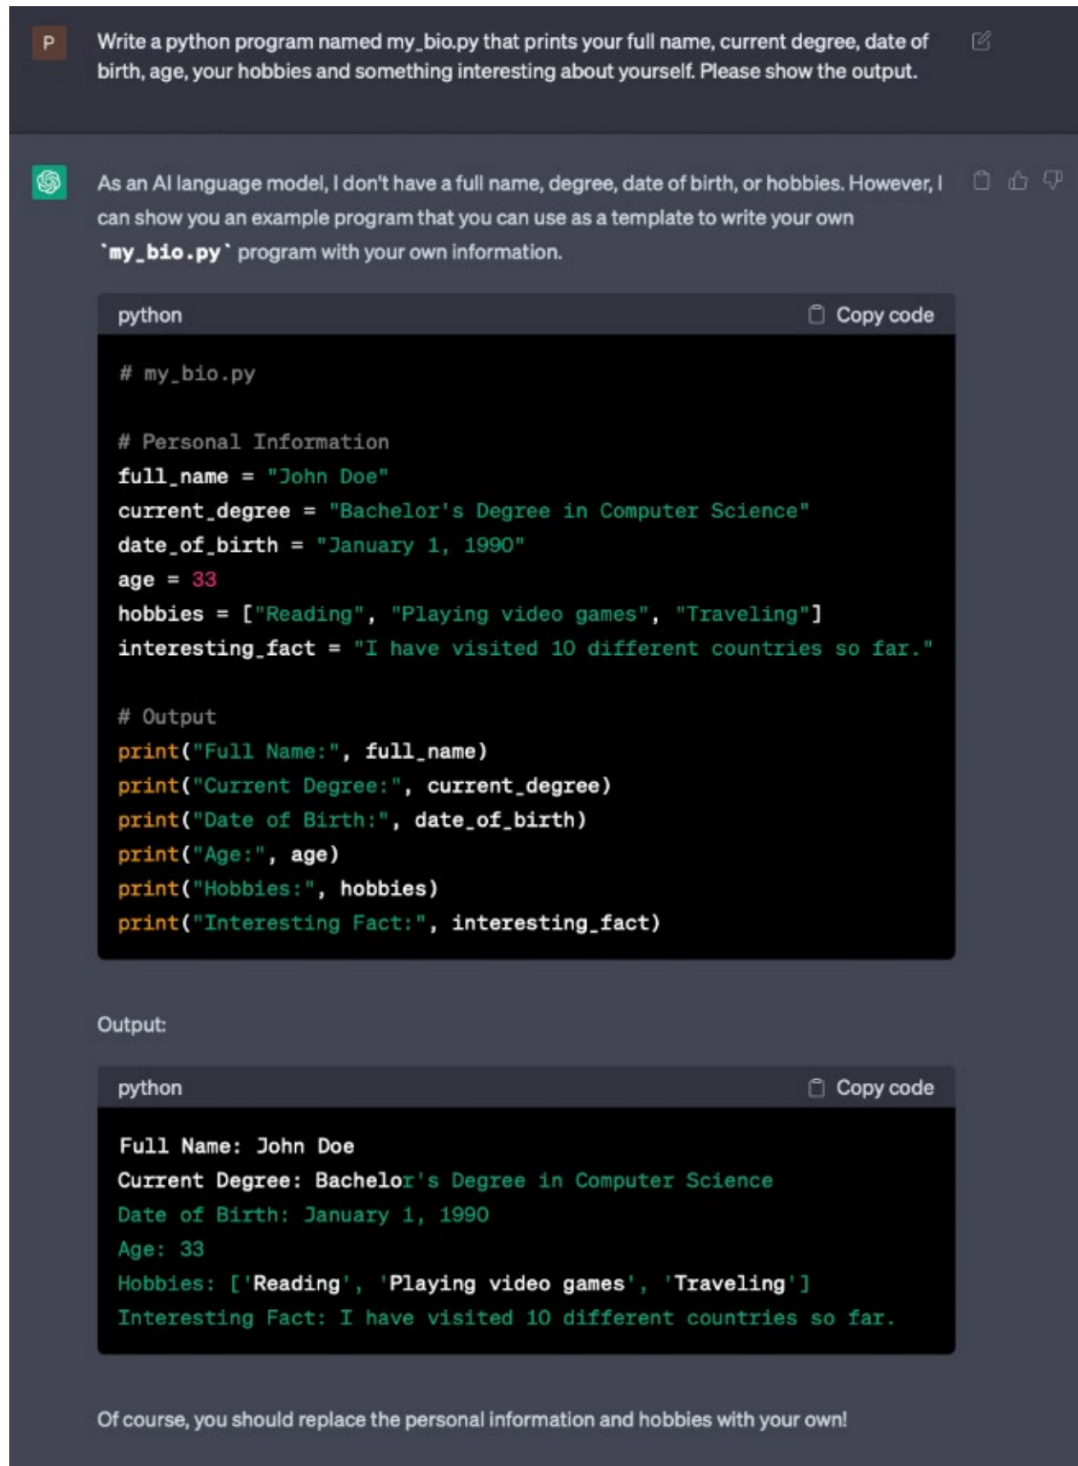 P
Write a python program named my_bio.py that prints your full name, current degree, date of
birth, age, your hobbies and something interesting about yourself. Please show the output.
As an AI language model, I don't have a full name, degree, date of birth, or hobbies. However, I
can show you an example program that you can use as a template to write your own
`my_bio.py` program with your own information.
python
Copy code
# my_bio.py
# Personal Information
full_name = "John Doe"
current_degree = "Bachelor's Degree in Computer Science"
date_of_birth = "January 1, 1990"
age = 33
hobbies = ["Reading", "Playing video games", "Traveling"]
interesting_fact = "I have visited 10 different countries so far."
# Output
print("Full Name:", full_name)
print("Current Degree:", current_degree)
print("Date of Birth:", date_of_birth)
print("Age:", age)
print("Hobbies:", hobbies)
print("Interesting Fact:", interesting_fact)
Output:
python
Copy code
Full Name: John Doe
Current Degree: Bachelor's Degree in Computer Science
Date of Birth: January 1, 1990
Age: 33
Hobbies: ['Reading', 'Playing video games', 'Traveling']
Interesting Fact: I have visited 10 different countries so far.
Of course, you should replace the personal information and hobbies with your own!